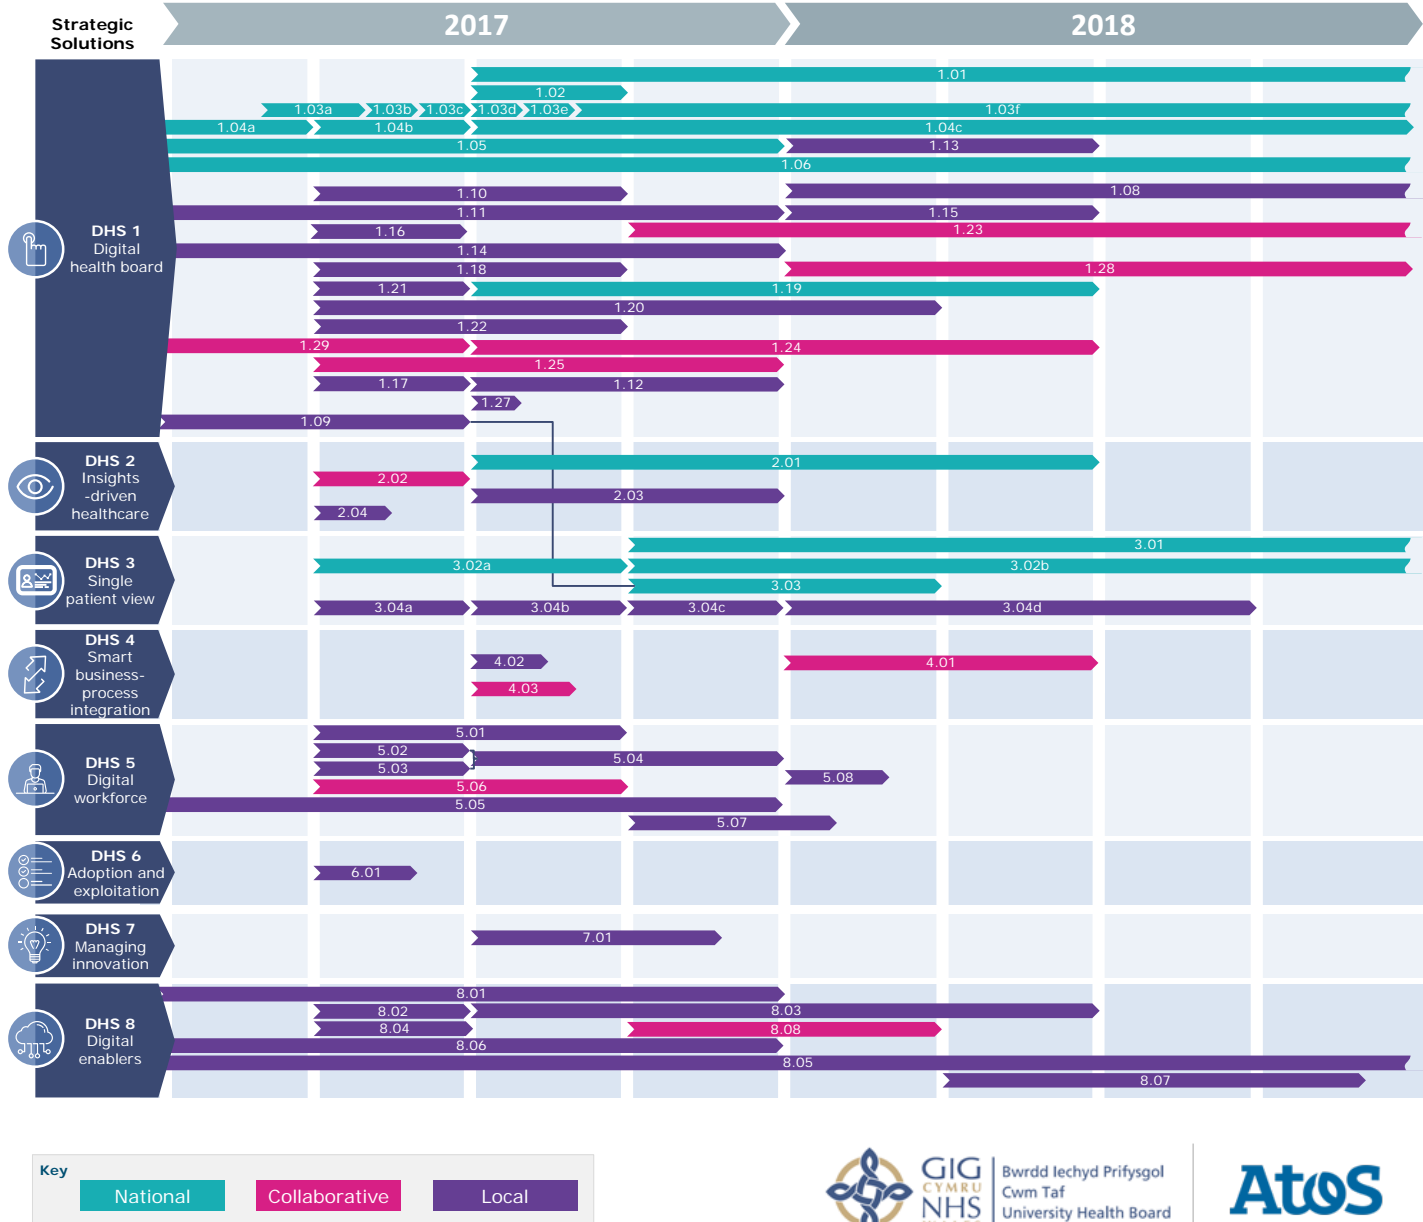 Strategic
Solutions
2017
2018
DHS 1
Digital
health board
1.01
1.02
1.03a
1.03b
1.03c
1.03d
1.03e
1.03f
1.04a
1.04b
1.04c
1.05
1.13
1.06
1.10
1.08
1.11
1.15
1.16
1.23
1.14
1.18
1.28
1.21
1.19
1.20
1.22
1.29
1.24
1.25
1.17
1.12
1.27
1.09
DHS 2
Insights
-driven
healthcare
2.01
2.02
2.03
2.04
DHS 3
Single
patient view
3.01
3.02a
3.02b
3.03
3.04a
3.04b
3.04c
3.04d
DHS 4
Smart
business-
process
integration
4.02
4.01
4.03
DHS 5
Digital
workforce
5.01
5.02
5.03
5.04
5.08
5.06
5.05
5.07
DHS 6
Adoption and
exploitation
6.01
DHS 7
Managing
innovation
7.01
DHS 8
Digital
enablers
8.01
8.02
8.03
8.04
8.08
8.06
8.05
8.07
Key
National
Collaborative
Local
GIG
CYMRU
NHS
Bwrdd Iechyd Prifysgol
Cwm Taf
University Health Board
Atos